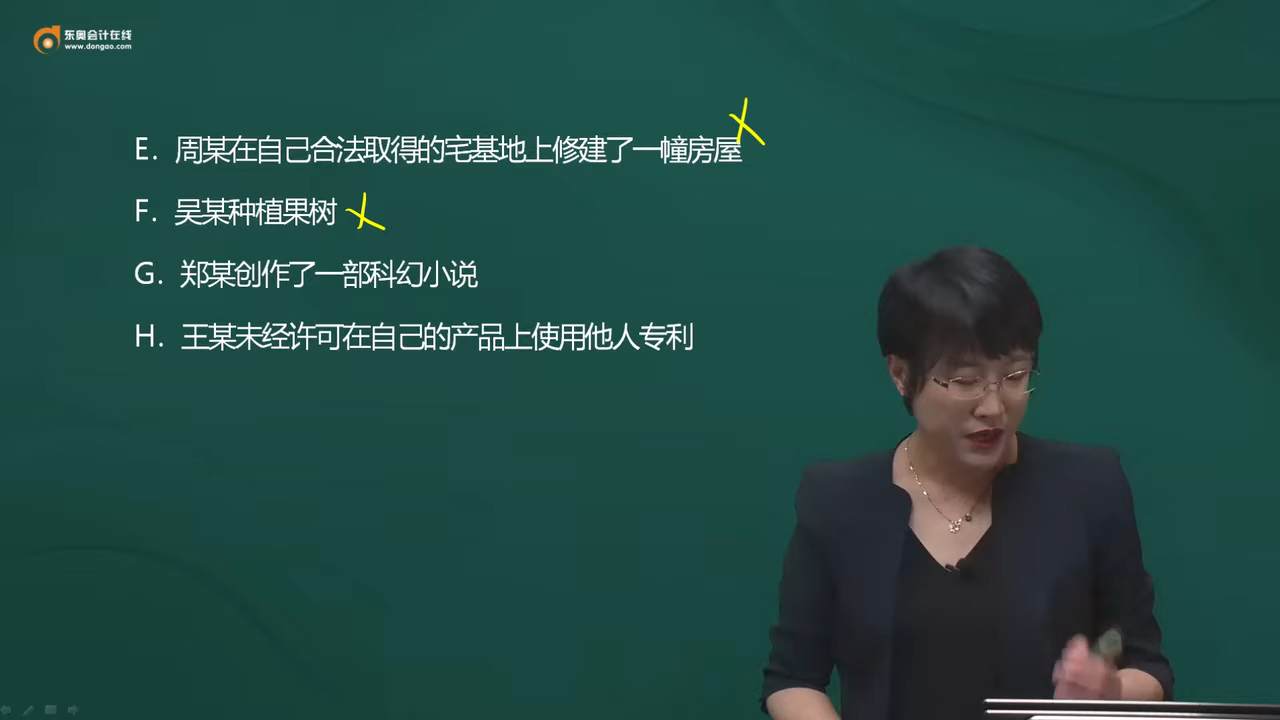 东奥会计在线
www.dongao.com
E. 周某在自己合法取得的宅基地上修建了一幢房屋
F. 吴某种植果树
G. 郑某创作了一部科幻小说
H. 王某未经许可在自己的产品上使用他人专利